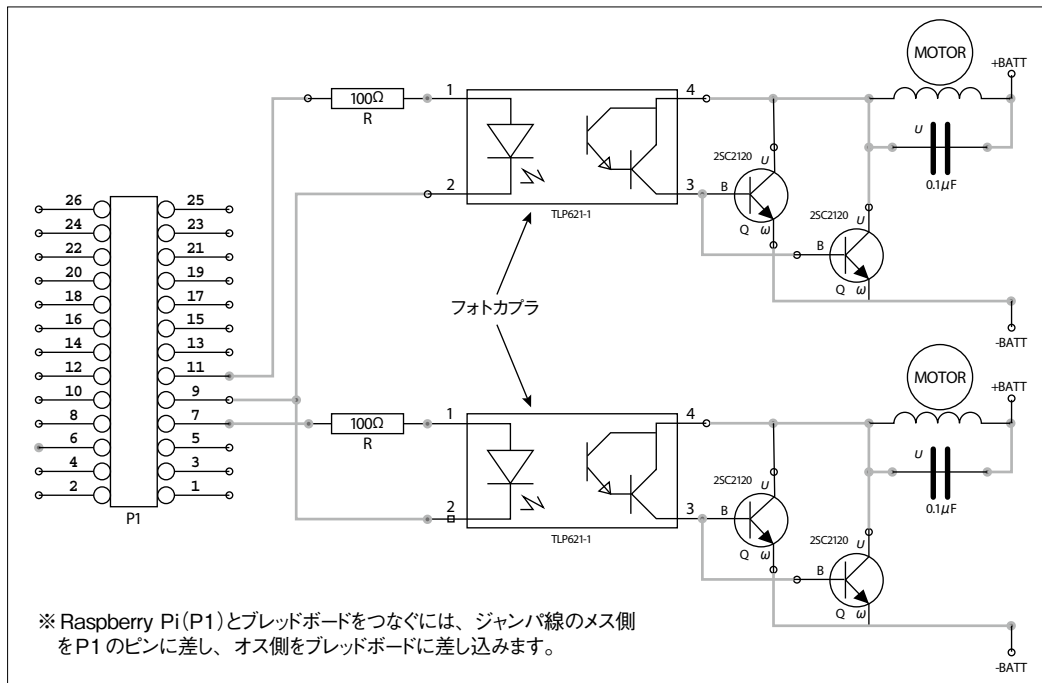 MOTOR
+BATT
1
100Ω
R
4
U
0.1μF
2SC2120
U
2
3
B
TLP621-1
2SC2120
U
Q
ω
B
Q
ω
-BATT
26
25
24
23
22
21
20
19
18
17
16
15
14
13
12
11
10
9
8
7
6
5
4
3
2
1
P1
フォトカプラ
MOTOR
+BATT
1
100Ω
R
4
U
0.1μF
2SC2120
U
2
3
B
TLP621-1
2SC2120
U
Q
ω
B
Q
ω
-BATT
※Raspberry Pi(P1)とブレッドボードをつなぐには、ジャンパ線のメス側
をP1のピンに差し、オス側をブレッドボードに差し込みます。